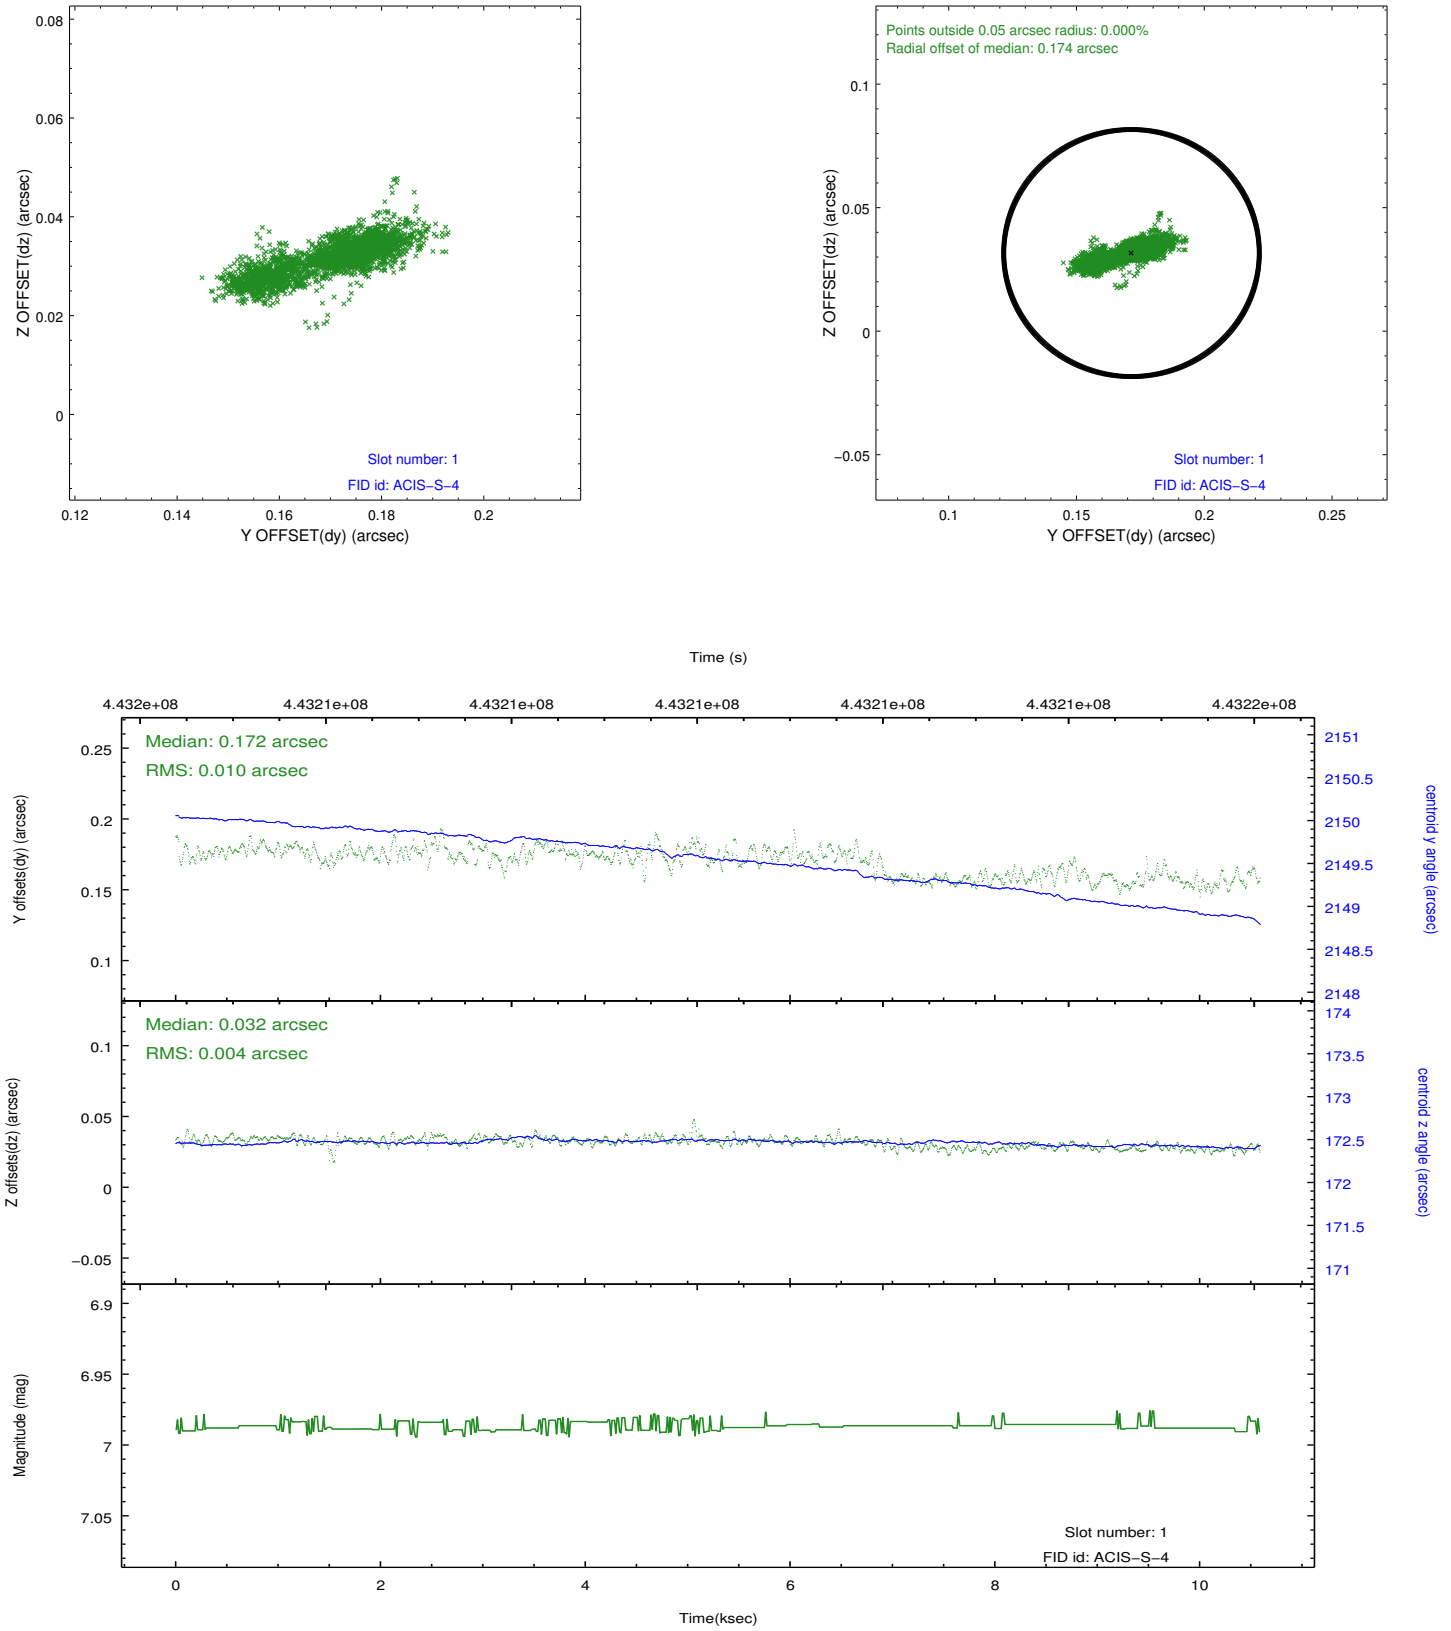 0.08
0.06
0.04
0.02
0
Z OFFSET(dz) (arcsec)
Slot number: 1
FID id: ACIS−S−4
0.12 0.14 0.16 0.18 0.2
Y OFFSET(dy) (arcsec)
Points outside 0.05 arcsec radius: 0.000%
Radial offset of median: 0.174 arcsec
0.1
0.05
0
−0.05
Z OFFSET(dz) (arcsec)
Slot number: 1
FID id: ACIS−S−4
0.1 0.15 0.2 0.25
Y OFFSET(dy) (arcsec)
Time (s)
4.432e+08 4.4321e+08 4.4321e+08 4.4321e+08 4.4321e+08 4.4321e+08 4.4322e+08
Median: 0.172 arcsec
RMS: 0.010 arcsec
0.25
0.2
0.15
0.1
Y offsets(dy) (arcsec)
2151
2150.5
2150
2149.5
2149
2148.5
2148
centroid y angle (arcsec)
Median: 0.032 arcsec
RMS: 0.004 arcsec
0.1
0.05
0
−0.05
Z offsets(dz) (arcsec)
174
173.5
173
172.5
172
171.5
171
centroid z angle (arcsec)
6.9
6.95
7
7.05
Magnitude (mag)
Slot number: 1
FID id: ACIS−S−4
0 2 4 6 8 10
Time(ksec)